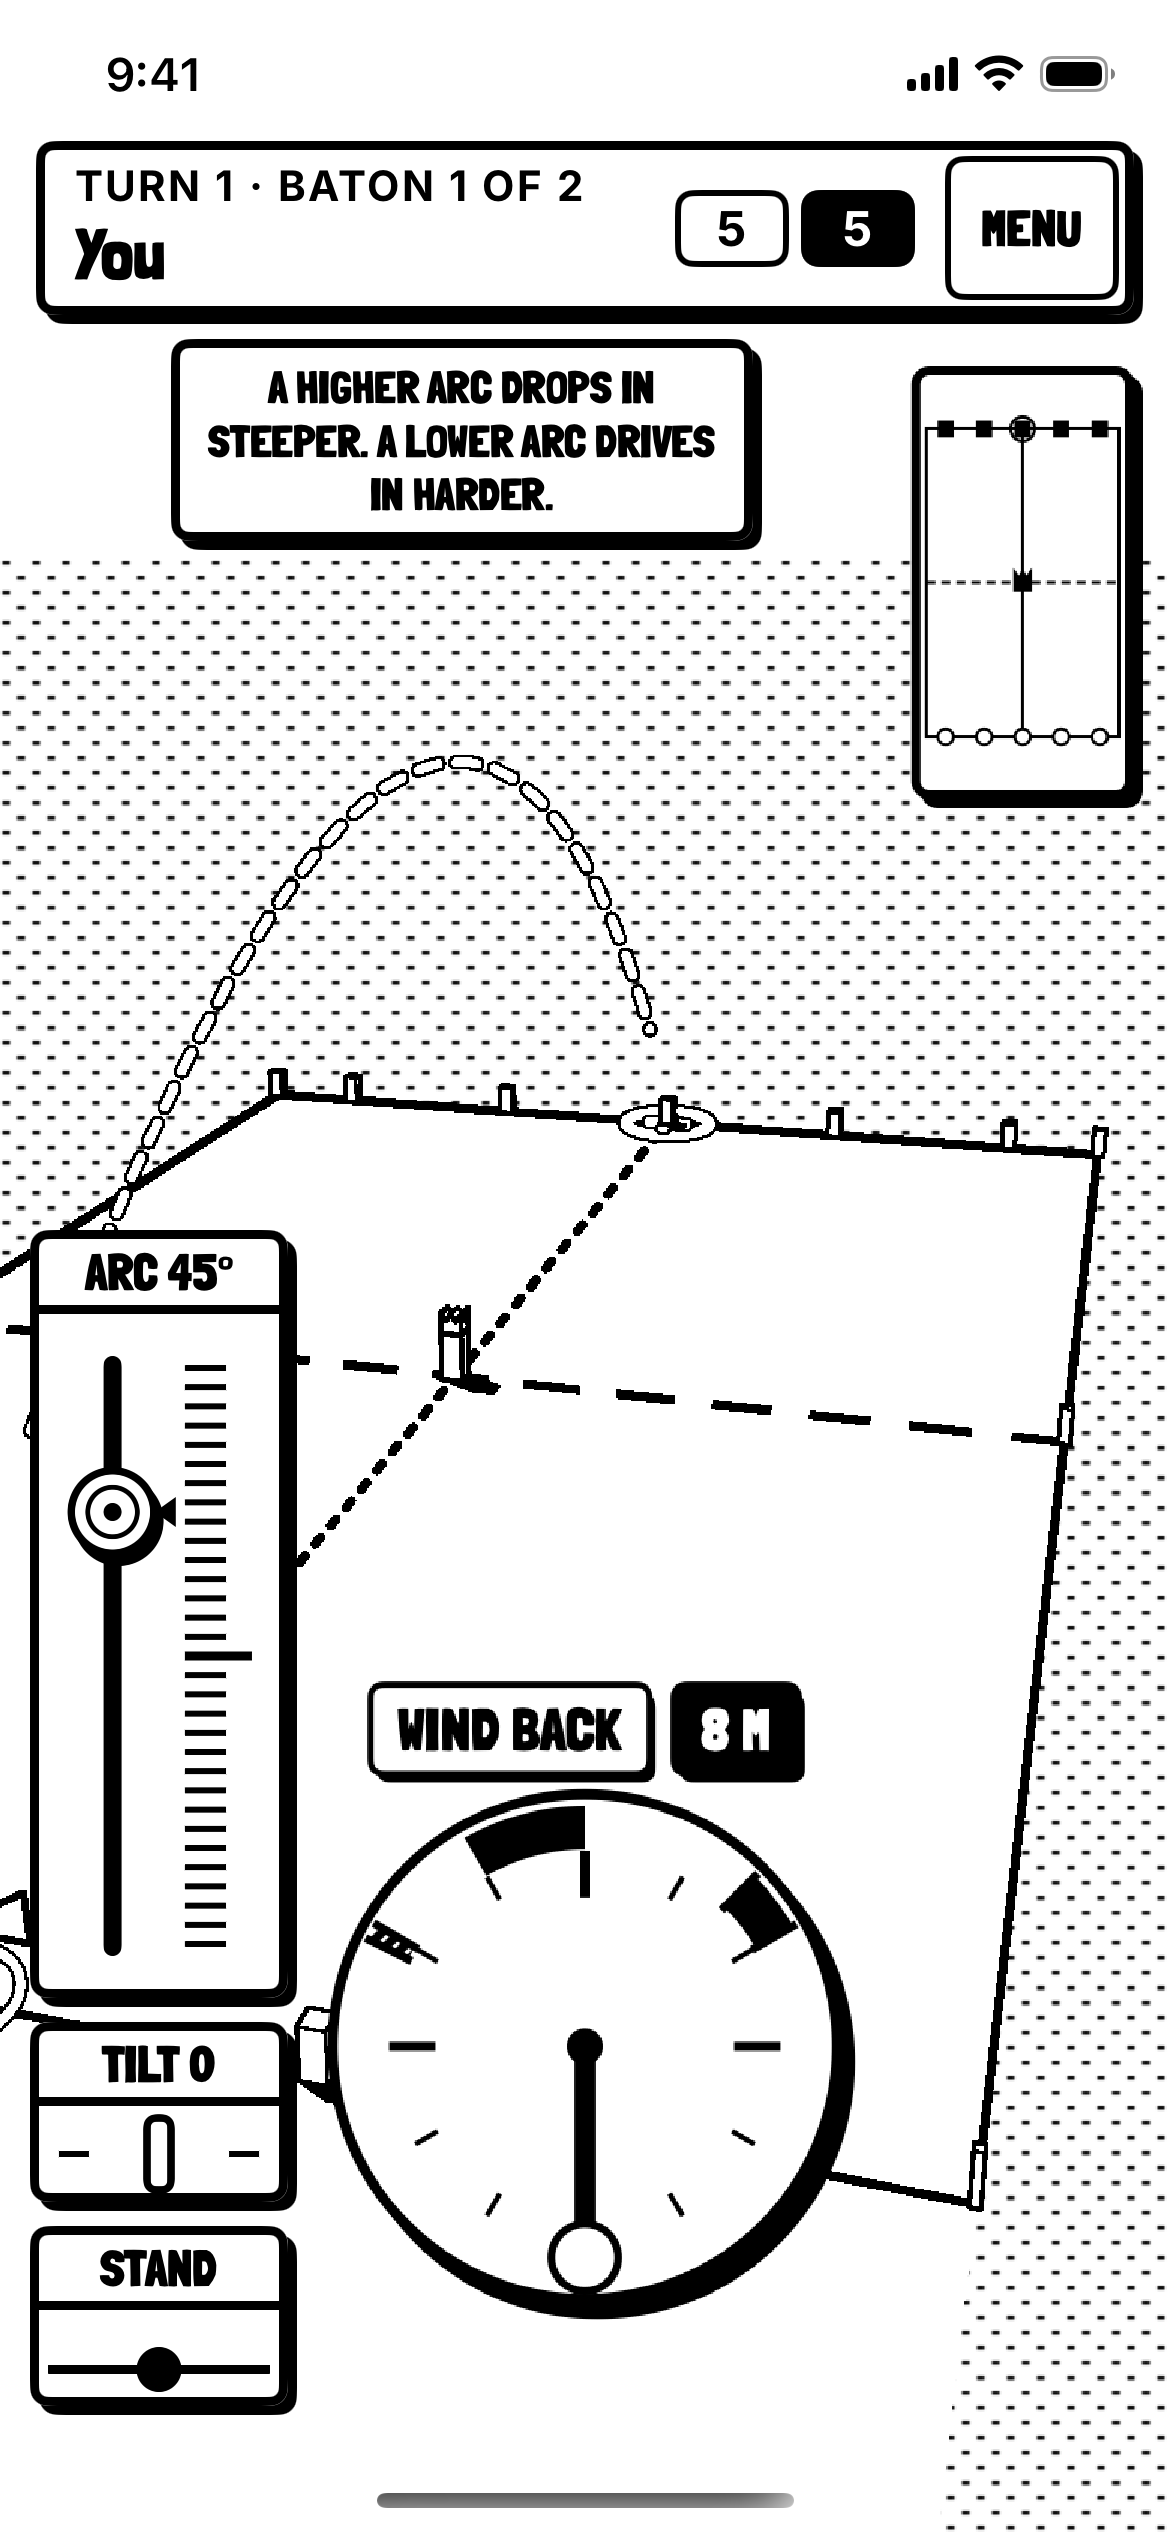 9:41
TURN 1 · BATON 1 OF 2
You
5
5
MENU
A HIGHER ARC DROPS IN
STEEPER. A LOWER ARC DRIVES
IN HARDER.
ARC 45°
WIND BACK
8 M
TILT 0
STAND